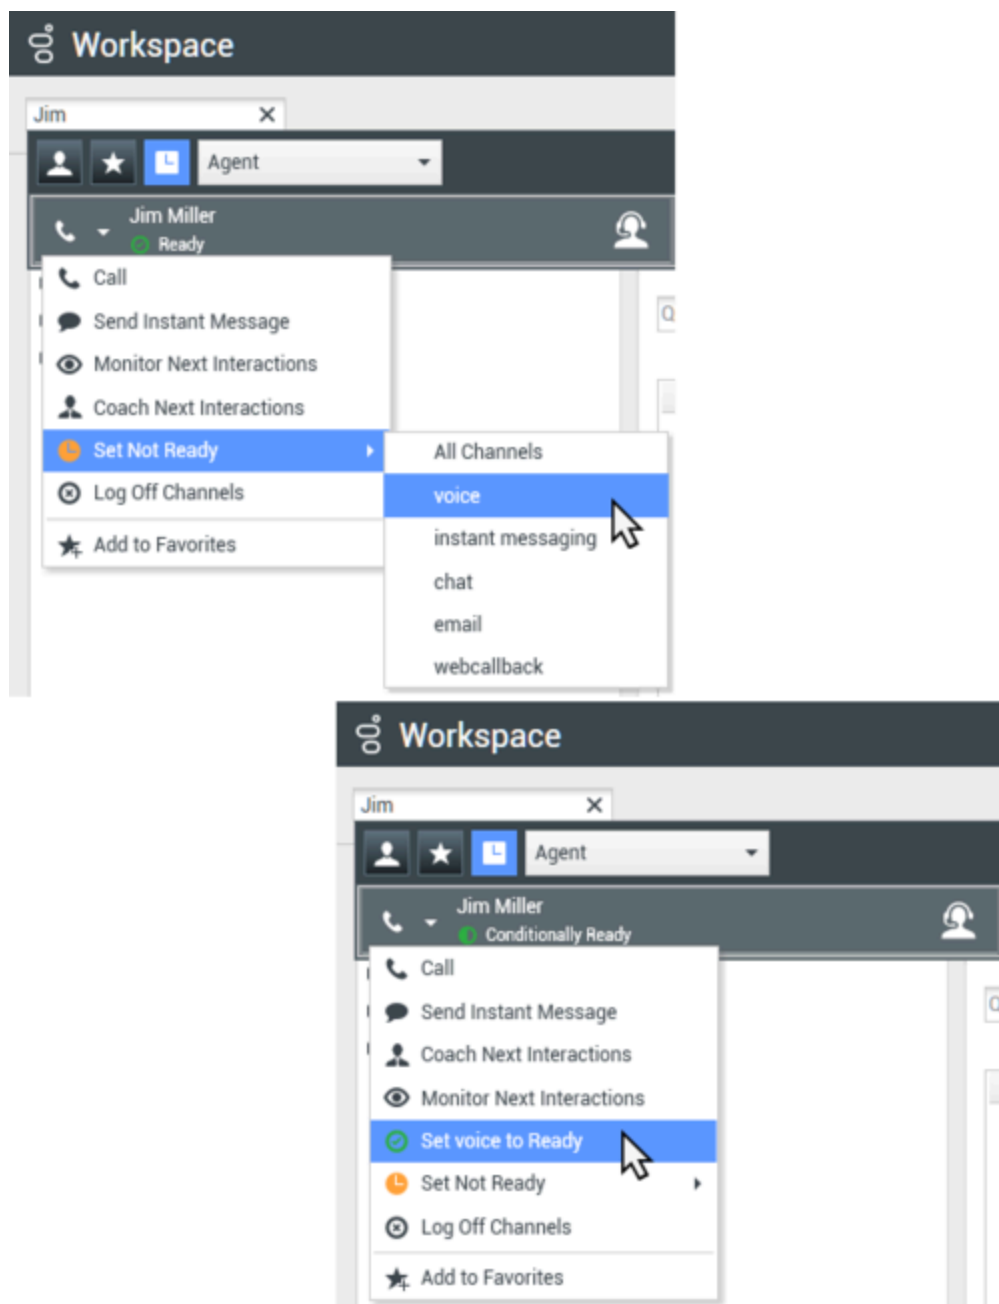 Workspace
Jim
Agent
Jim Miller
Ready
Call
Send Instant Message
Monitor Next Interactions
Coach Next Interactions
Set Not Ready
Log Off Channels
Add to Favorites
All Channels
voice
instant messaging
chat
email
webcallback
Q
Workspace
Jim
Agent
Jim Miller
Conditionally Ready
Call
Send Instant Message
Coach Next Interactions
Monitor Next Interactions
Set voice to Ready
Set Not Ready
Log Off Channels
Add to Favorites